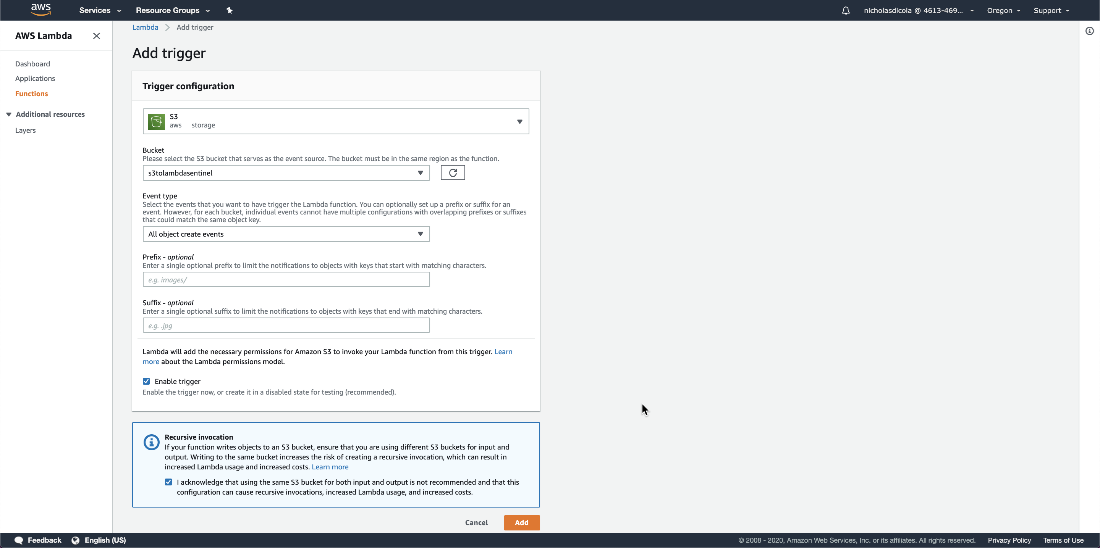 aws
Services
Resource Groups
nicholasdicola @ 4613-469...
Oregon
Support
AWS Lambda
Dashboard
Applications
Functions
Additional resources
Layers
Lambda > Add trigger
Add trigger
Trigger configuration
S3
aws storage
Bucket
Please select the S3 bucket that serves as the event source. The bucket must be in the same region as the function.
s3tolambdasentinel
Event type
Select the events that you want to have trigger the Lambda function. You can optionally set up a prefix or suffix for an
event. However, for each bucket, individual events cannot have multiple configurations with overlapping prefixes or suffixes
that could match the same object key.
All object create events
Prefix - optional
Enter a single optional prefix to limit the notifications to objects with keys that start with matching characters.
e.g. images/
Suffix - optional
Enter a single optional suffix to limit the notifications to objects with keys that end with matching characters.
e.g. .jpg
Lambda will add the necessary permissions for Amazon S3 to invoke your Lambda function from this trigger. Learn
more about the Lambda permissions model.
Enable trigger
Enable the trigger now, or create it in a disabled state for testing (recommended).
Recursive invocation
If your function writes objects to an S3 bucket, ensure that you are using different S3 buckets for input and
output. Writing to the same bucket increases the risk of creating a recursive invocation, which can result in
increased Lambda usage and increased costs. Learn more
I acknowledge that using the same S3 bucket for both input and output is not recommended and that this
configuration can cause recursive invocations, increased Lambda usage, and increased costs.
Cancel
Add
Feedback
English (US)
© 2008 - 2020, Amazon Web Services, Inc. or its affiliates. All rights reserved.
Privacy Policy
Terms of Use